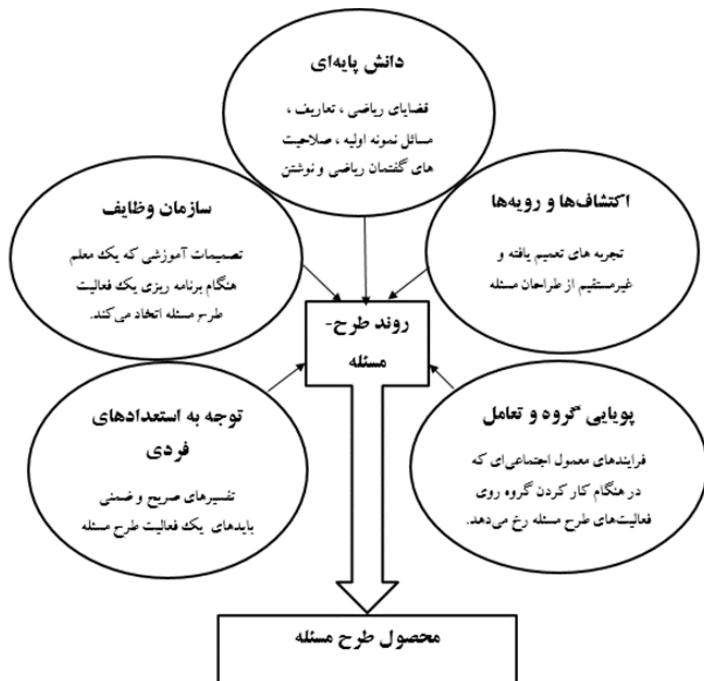 دانش پایه‌ای
قضایای ریاضی ، تعاریف ،
مسائل نمونه اولیه ، صلاحیت
های گفتمان ریاضی و نوشتن
اکتشاف‌ها و رویه‌ها
تجربه های تعمیم یافته و
غیرمستقیم از طراحان مسئله
سازمان وظایف
تصمیمات آموزشی که یک معلم
هنگام برنامه ریزی یک فعالیت
طرح مسئله اتخاد می‌کند.
روند طرح-
مسئله
پویایی گروه و تعامل
فرایندهای معمول اجتماعی‌ای که
در هنگام کار کردن گروه روی
فعالیت‌های طرح مسئله رخ می‌دهد.
توجه به استعدادهای
فردی
تفسیرهای صریح و ضمنی
بایدهای یک فعالیت طرح مسئله
محصول طرح مسئله